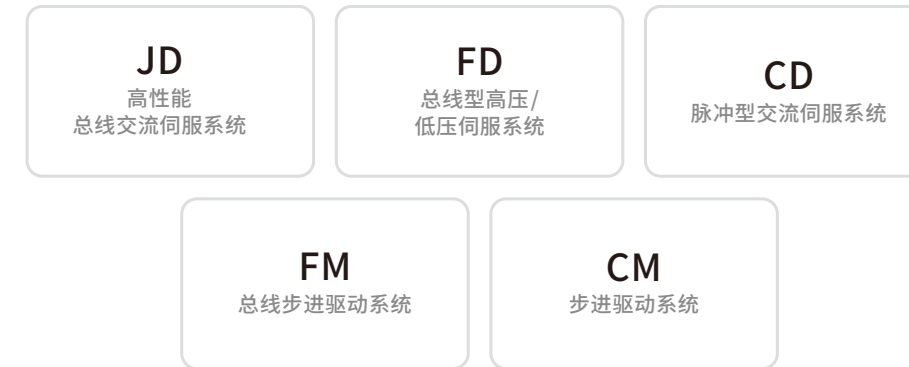 JD
高性能
总线交流伺服系统
FD
总线型高压/
低压伺服系统
CD
脉冲型交流伺服系统
FM
总线步进驱动系统
CM
步进驱动系统